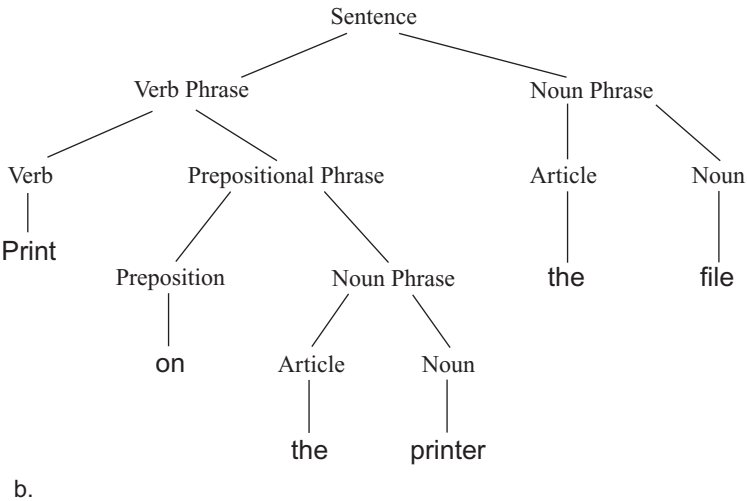 Sentence
Verb Phrase Noun Phrase
Verb Prepositional Phrase Article Noun
Print
Preposition Noun Phrase the file
on Article Noun
the printer
b.